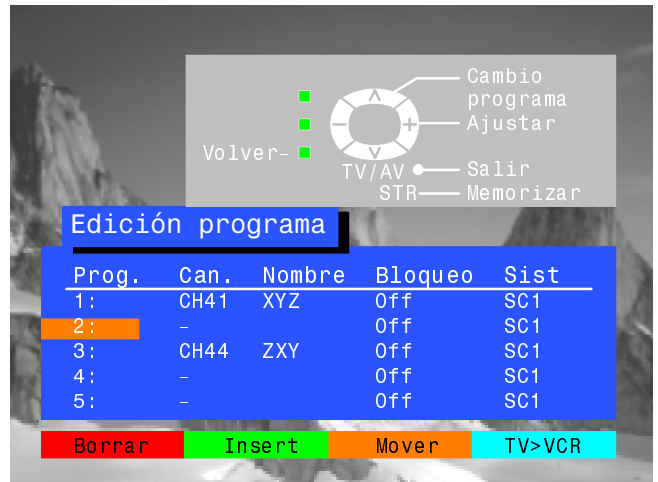 Cambio
programa
Ajustar
Volver-
TV/AV
Salir
STR
Memorizar
Edición programa
Prog. Can. Nombre Bloqueo Sist
1: CH41 XYZ Off SC1
2: – Off SC1
3: CH44 ZXY Off SC1
4: – Off SC1
5: – Off SC1
Borrar Insert Mover TV>VCR